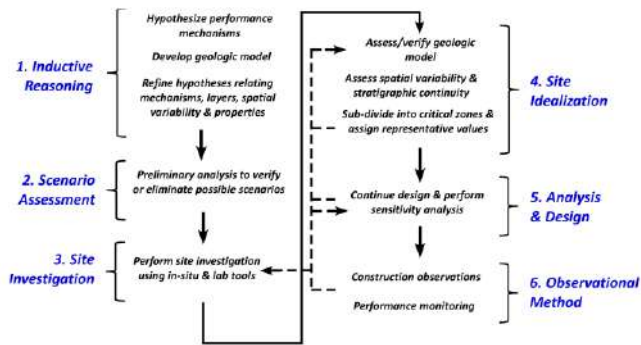 Hypothesize performance
mechanisms
Develop geologic model
Refine hypotheses relating
mechanisms, layers, spatial
variability & properties
1. Inductive
Reasoning
Preliminary analysis to verify
or eliminate possible scenarios
2. Scenario
Assessment
3. Site
Investigation
Perform site investigation
using in-situ & lab tools
Assess/verify geologic
model
Assess spatial variability &
stratigraphic continuity
Sub-divide into critical zones &
assign representative values
4. Site
Idealization
Continue design & perform
sensitivity analysis
5. Analysis
& Design
Construction observations
Performance monitoring
6. Observational
Method